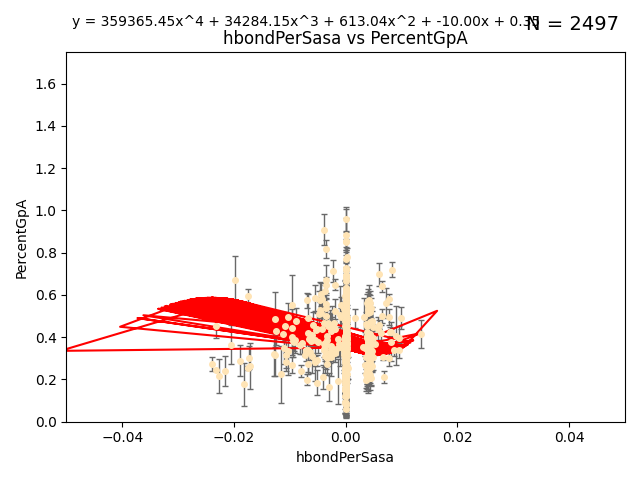 y = 359365.45x^4 + 34284.15x^3 + 613.04x^2 + -10.00x + 0.35
N = 2497
hbondPerSasa vs PercentGpA
PercentGpA
1.6
1.4
1.2
1.0
0.8
0.6
0.4
0.2
0.0
−0.04 −0.02 0.00 0.02 0.04
hbondPerSasa